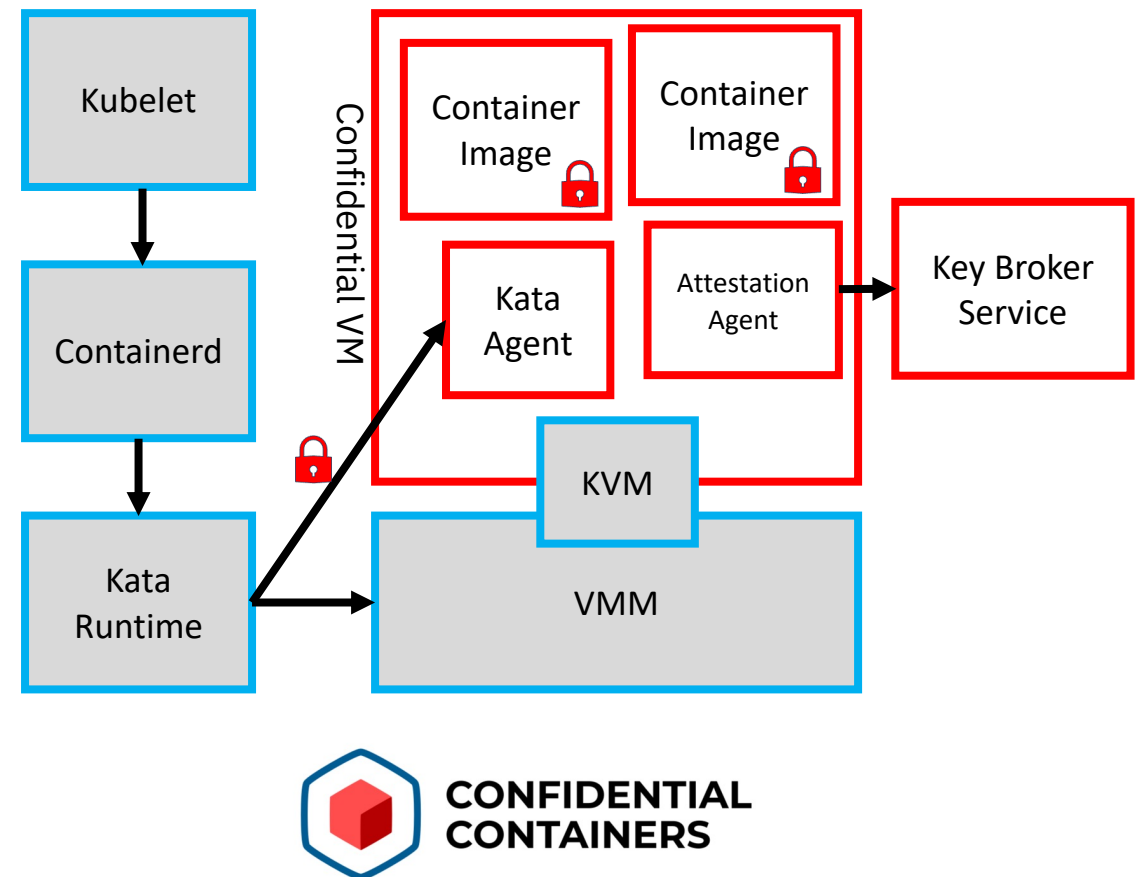 Kubelet
Containerd
Kata
Runtime
Confidential VM
Container
Image
Container
Image
Kata
Agent
Attestation
Agent
Key Broker
Service
KVM
VMM
CONFIDENTIAL
CONTAINERS